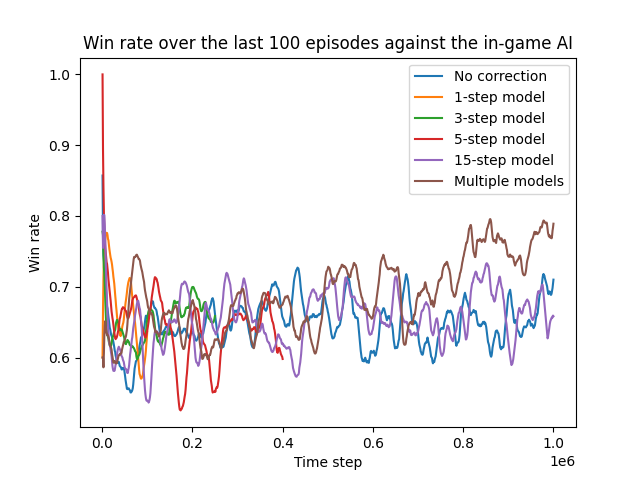 Win rate over the last 100 episodes against the in-game AI
1.0
0.9
0.8
0.7
0.6
Win rate
No correction
1-step model
3-step model
5-step model
15-step model
Multiple models
0.0
0.2
0.4
0.6
0.8
1.0
1e6
Time step